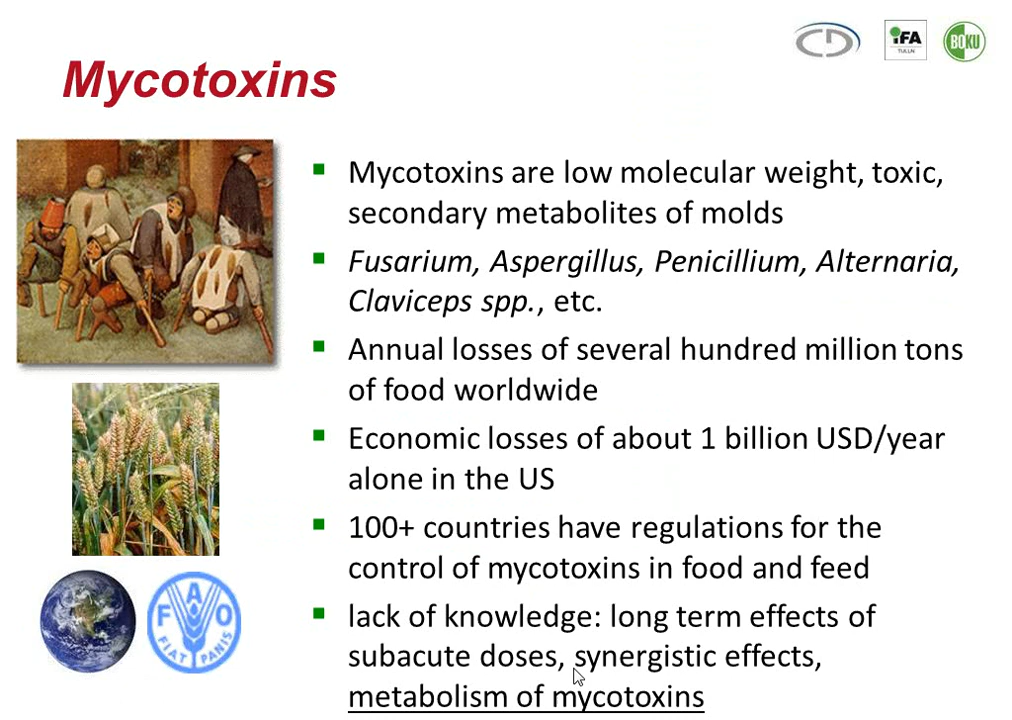 CD
iFA
TULLN
BOKU
Mycotoxins
Mycotoxins are low molecular weight, toxic,
secondary metabolites of molds
Fusarium, Aspergillus, Penicillium, Alternaria,
Claviceps spp., etc.
Annual losses of several hundred million tons
of food worldwide
Economic losses of about 1 billion USD/year
alone in the US
100+ countries have regulations for the
control of mycotoxins in food and feed
lack of knowledge: long term effects of
subacute doses, synergistic effects,
metabolism of mycotoxins
FAO
FIAT PANIS